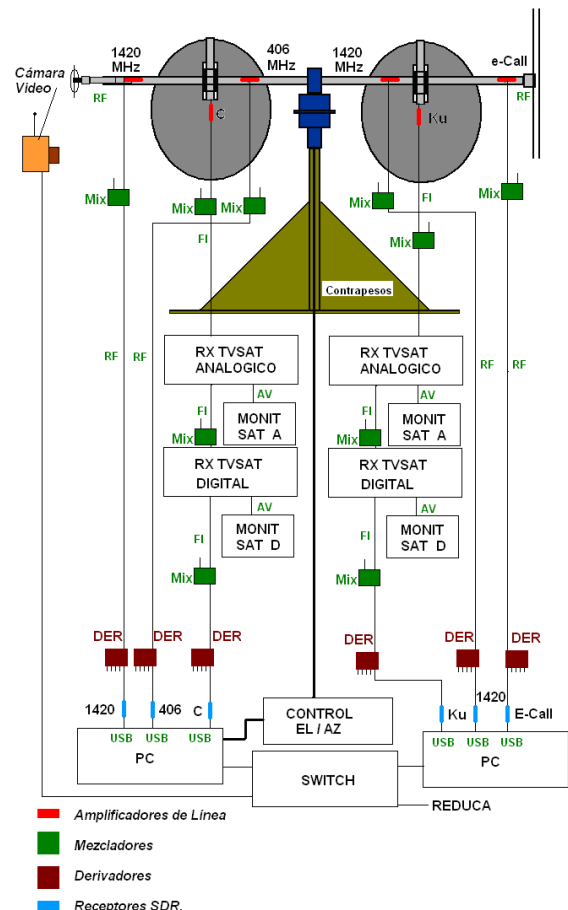 1420
MHz
406
MHz
1420
MHz
e-Call
Cámara
Video
RF
C
Ku
RF
Mix
Mix
Mix
Mix
FI
Mix
FI
Mix
Contrapesos
RX TVSAT
ANALOGICO
RX TVSAT
ANALOGICO
RF
RF
RF
RF
AV
AV
FI
MONIT
SAT A
FI
MONIT
SAT A
Mix
Mix
RX TVSAT
DIGITAL
RX TVSAT
DIGITAL
AV
AV
FI
MONIT
SAT D
FI
MONIT
SAT D
Mix
Mix
DER
DER
DER
DER
DER
DER
1420
406
C
Ku
1420
E-Call
USB
USB
USB
PC
CONTROL
EL / AZ
USB
USB
USB
PC
SWITCH
REDUCA
Amplificadores de Línea
Mezcladores
Derivadores
Receptores SDR.